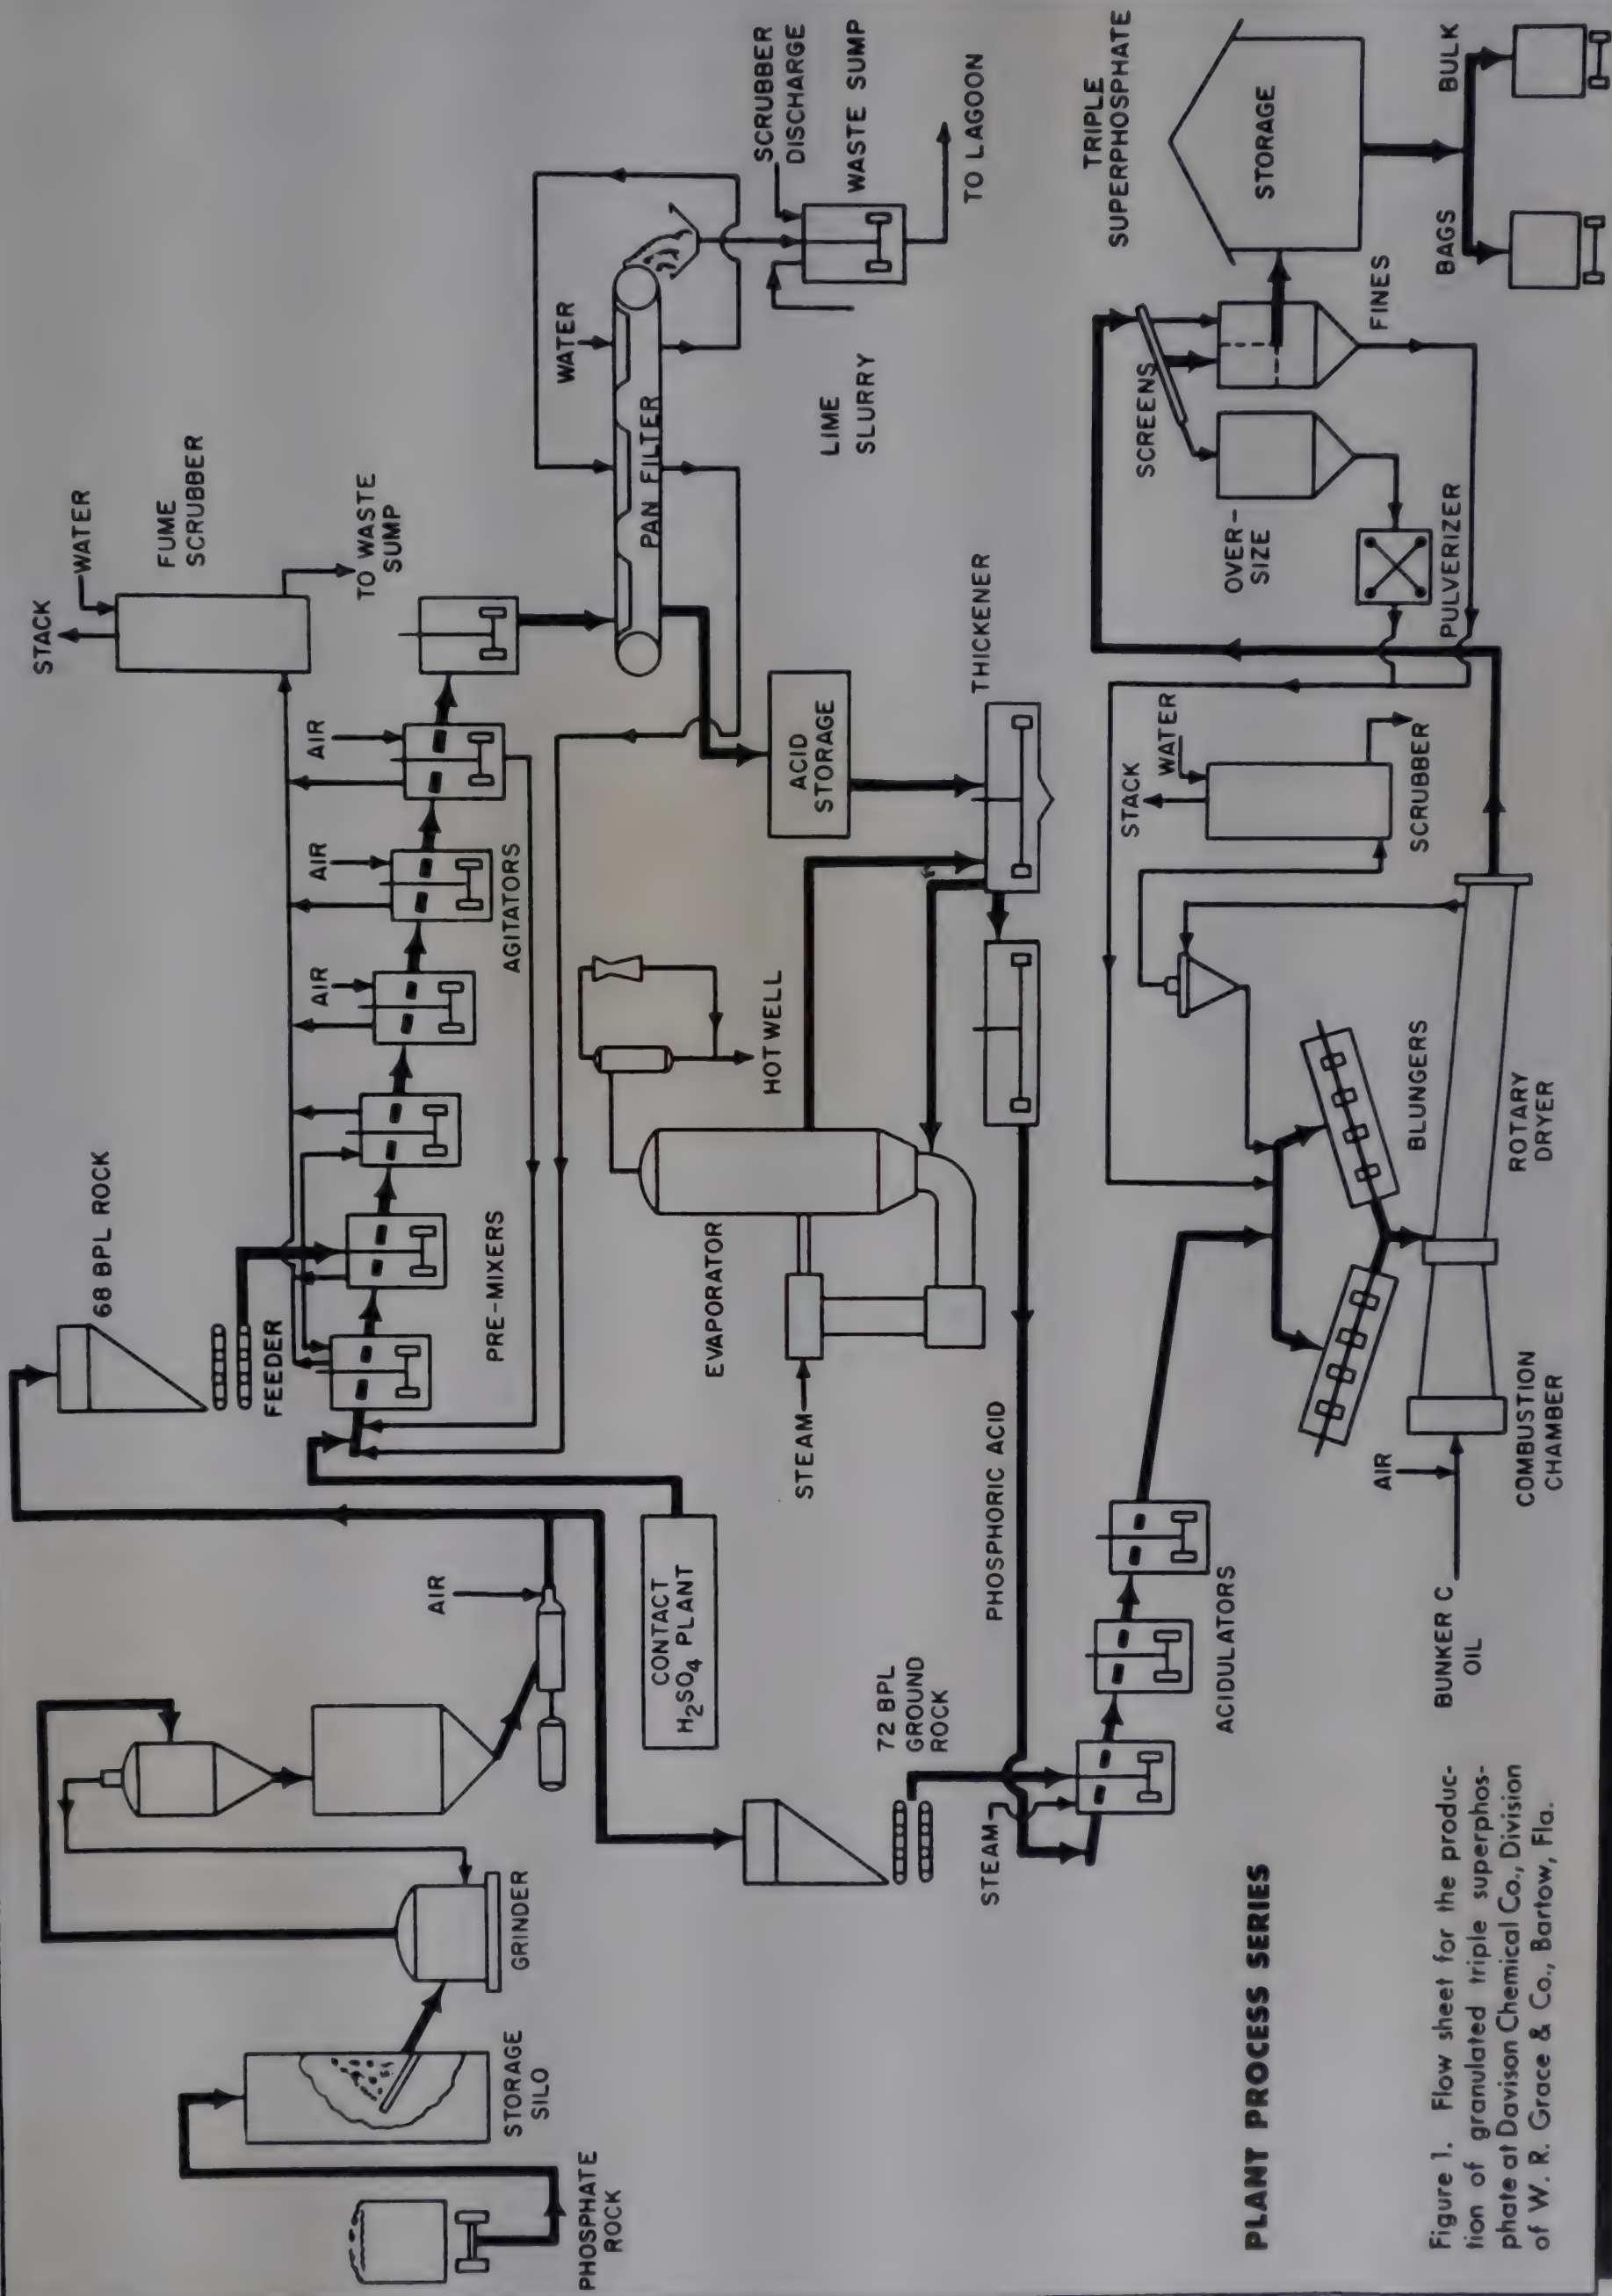 PHOSPHATE
ROCK
STORAGE
SILO
GRINDER
AIR
68 BPL ROCK
FEEDER
PRE-MIXERS
AGITATORS
AIR
AIR
AIR
STACK
WATER
FUME
SCRUBBER
TO WASTE
SUMP
WATER
PAN FILTER
SCRUBBER
DISCHARGE
WASTE SUMP
LIME
SLURRY
TO LAGOON
CONTACT
H2SO4 PLANT
STEAM
EVAPORATOR
HOTWELL
ACID
STORAGE
THICKENER
72 BPL
GROUND
ROCK
STEAM
PHOSPHORIC ACID
ACIDULATORS
STACK
WATER
SCRUBBER
BLUNGERS
ROTARY
DRYER
AIR
COMBUSTION
CHAMBER
BUNKER C
OIL
SCREENS
OVER-
SIZE
PULVERIZER
FINES
TRIPLE
SUPERPHOSPHATE
STORAGE
BAGS
BULK
PLANT PROCESS SERIES
Figure 1. Flow sheet for the produc-
tion of granulated triple superphos-
phate at Davison Chemical Co., Division
of W. R. Grace & Co., Bartow, Fla.